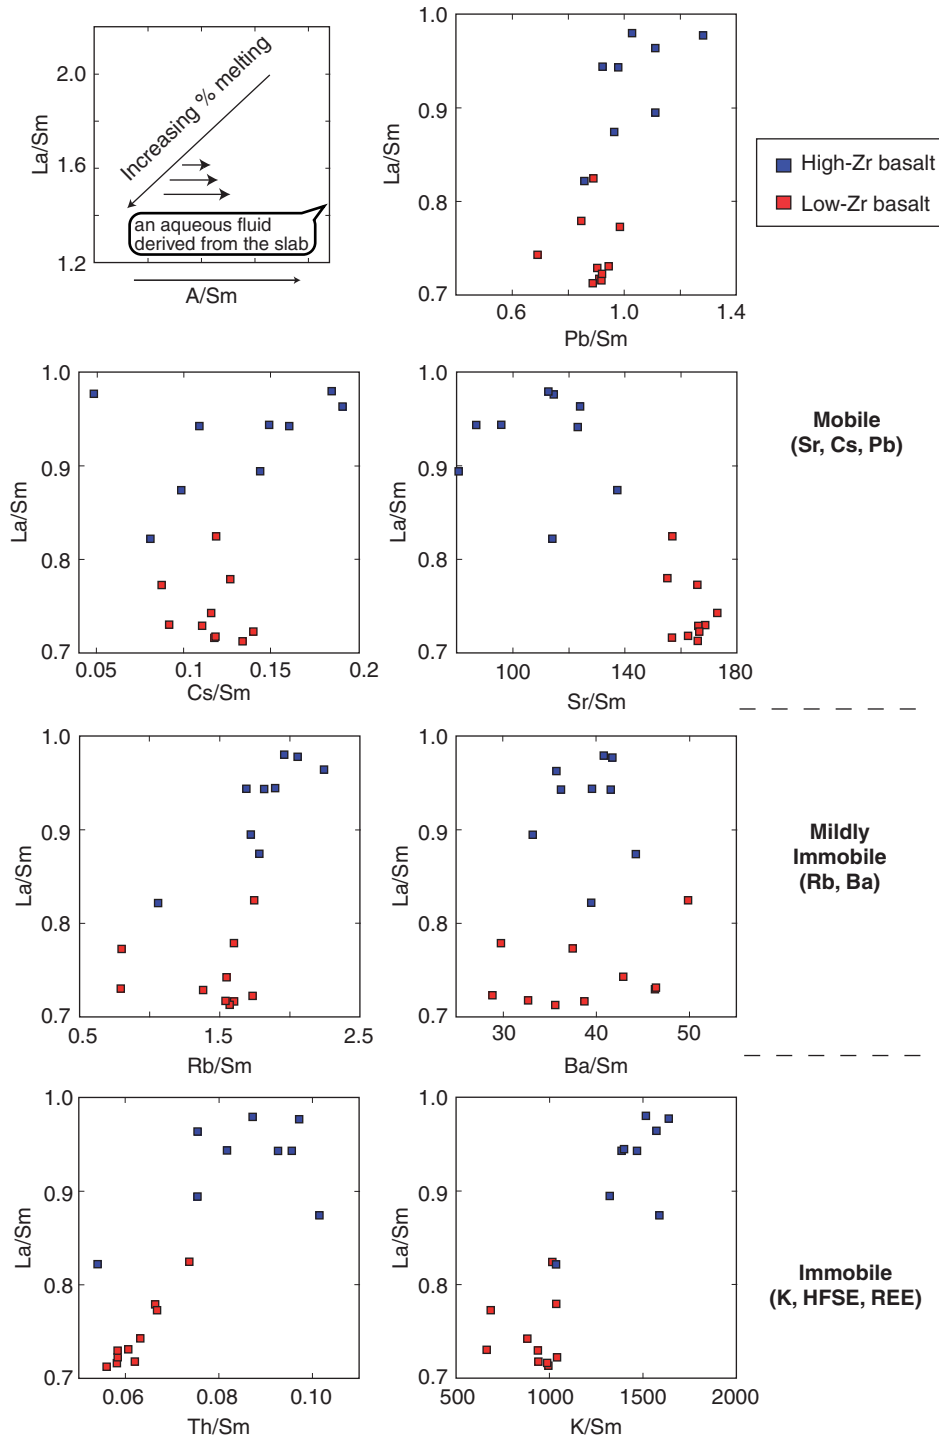 2.0
1.6
1.2
La/Sm
Increasing % melting
an aqueous fluid
derived from the slab
A/Sm
1.0
0.9
0.8
0.7
La/Sm
0.6
1.0
1.4
Pb/Sm
High-Zr basalt
Low-Zr basalt
1.0
0.9
0.8
0.7
La/Sm
0.05
0.1
0.15
0.2
Cs/Sm
1.0
0.9
0.8
0.7
La/Sm
100
140
180
Sr/Sm
Mobile
(Sr, Cs, Pb)
1.0
0.9
0.8
0.7
La/Sm
0.5
1.5
2.5
Rb/Sm
1.0
0.9
0.8
0.7
La/Sm
30
40
50
Ba/Sm
Mildly
Immobile
(Rb, Ba)
1.0
0.9
0.8
0.7
La/Sm
0.06
0.08
0.10
Th/Sm
1.0
0.9
0.8
0.7
La/Sm
500
1000
1500
2000
K/Sm
Immobile
(K, HFSE, REE)